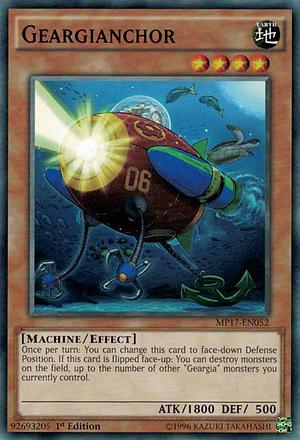 GEARGIANCHOR
EARTH
地
06
MP17-EN052
[MACHINE/EFFECT]
Once per turn: You can change this card to face-down Defense
Position. If this card is flipped face-up: You can destroy monsters
on the field, up to the number of other "Geargia" monsters you
currently control.
ATK/1800 DEF/ 500
92693205 1st Edition ©1996 KAZUKI TAKAHASHI